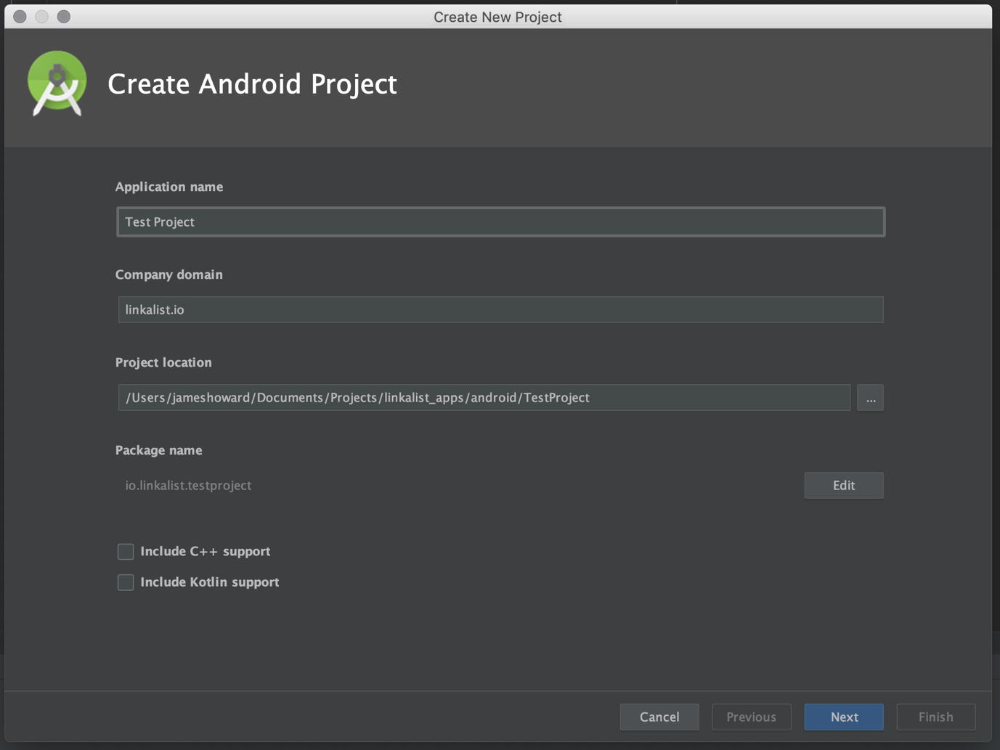 Create New Project
Create Android Project
Application name
Test Project
Company domain
linkalist.io
Project location
/Users/jameshoward/Documents/Projects/linkalist_apps/android/TestProject
...
Package name
io.linkalist.testproject
Edit
Include C++ support
Include Kotlin support
Cancel
Previous
Next
Finish